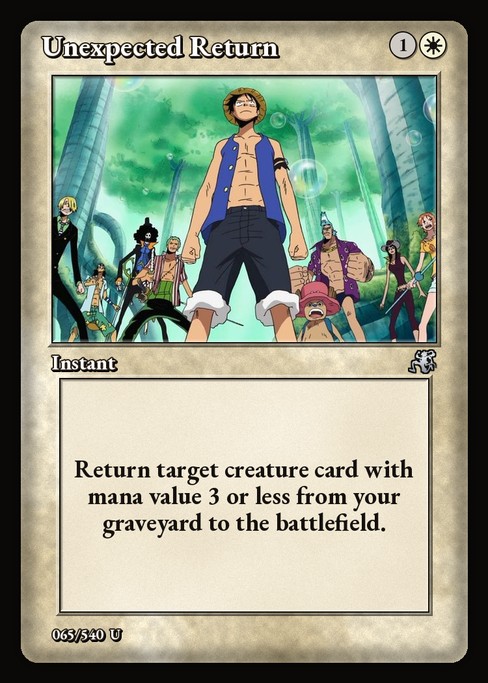 Unexpected Return 1
Instant
Return target creature card with
mana value 3 or less from your
graveyard to the battlefield.
065/540 U